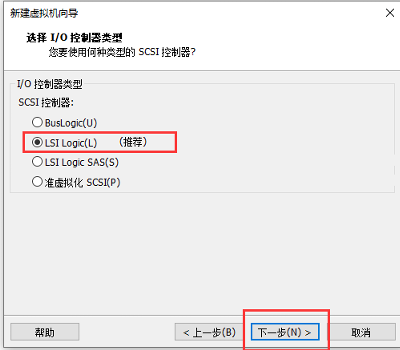 新建虚拟机向导
选择 I/O 控制器类型
您要使用何种类型的 SCSI 控制器?
I/O 控制器类型
SCSI 控制器:
BusLogic(U)
LSI Logic(L) （推荐）
LSI Logic SAS(S)
准虚拟化 SCSI(P)
帮助 < 上一步(B) 下一步(N) > 取消